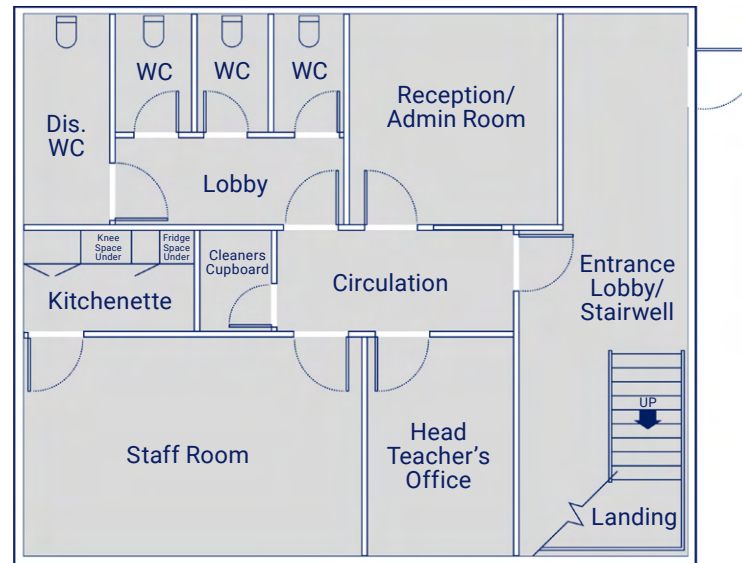 WC
WC
WC
Dis.
WC
Reception/
Admin Room
Lobby
Knee
Space
Under
Fridge
Space
Under
Cleaners
Cupboard
Kitchenette
Circulation
Entrance
Lobby/
Stairwell
UP
Staff Room
Head
Teacher's
Office
Landing